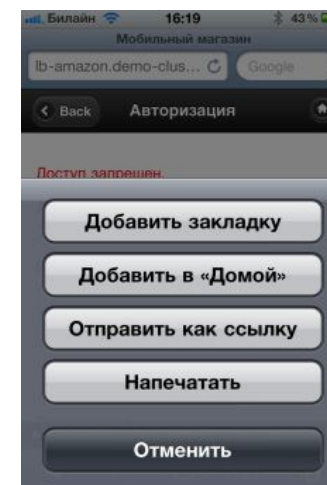 Билайн 16:19 43%
Мобильный магазин
lb-amazon.demo-clus... Google
Back Авторизация
Доступ запрещен.
Добавить закладку
Добавить в «Домой»
Отправить как ссылку
Напечатать
Отменить